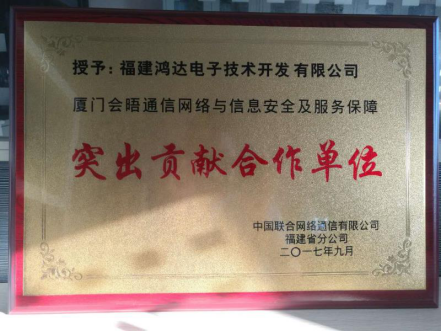 授予：福建鸿达电子技术开发有限公司
厦门会晤通信网络与信息安全及服务保障
突出贡献合作单位
中国联合网络通信有限公司
福建省分公司
二〇一七年九月